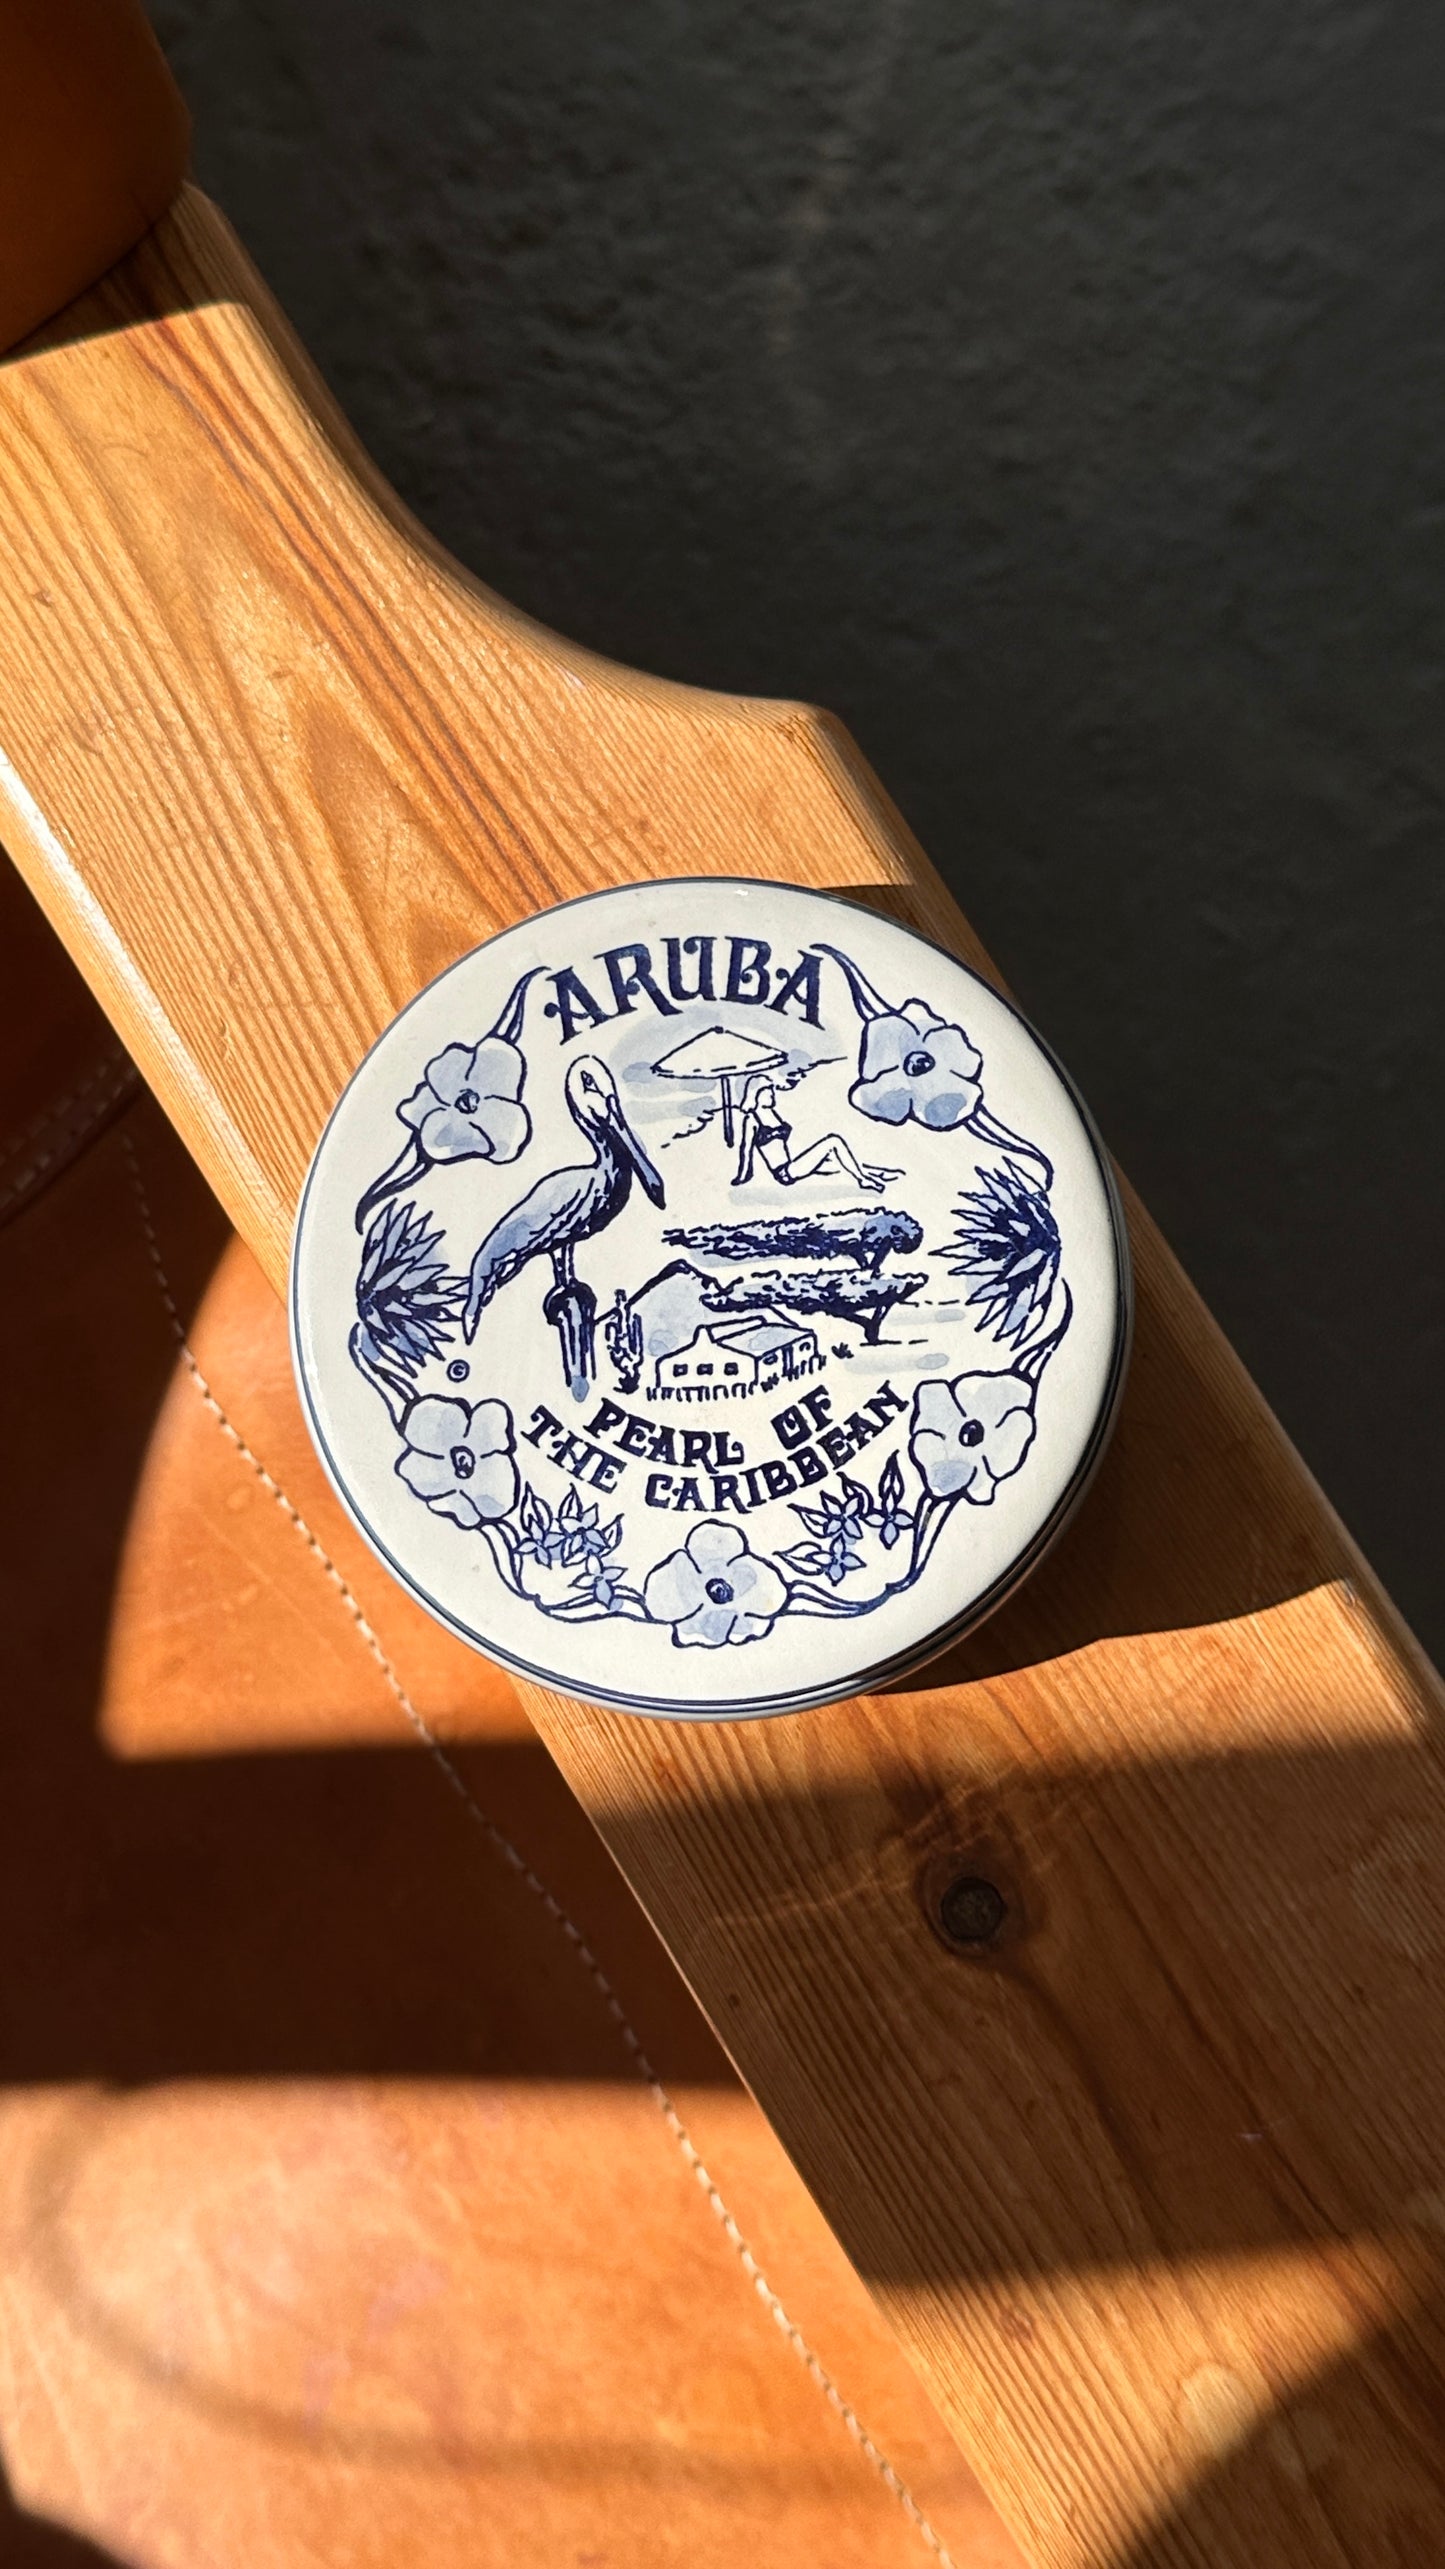 ARUBA
©
PEARL OF
THE CARIBBEAN